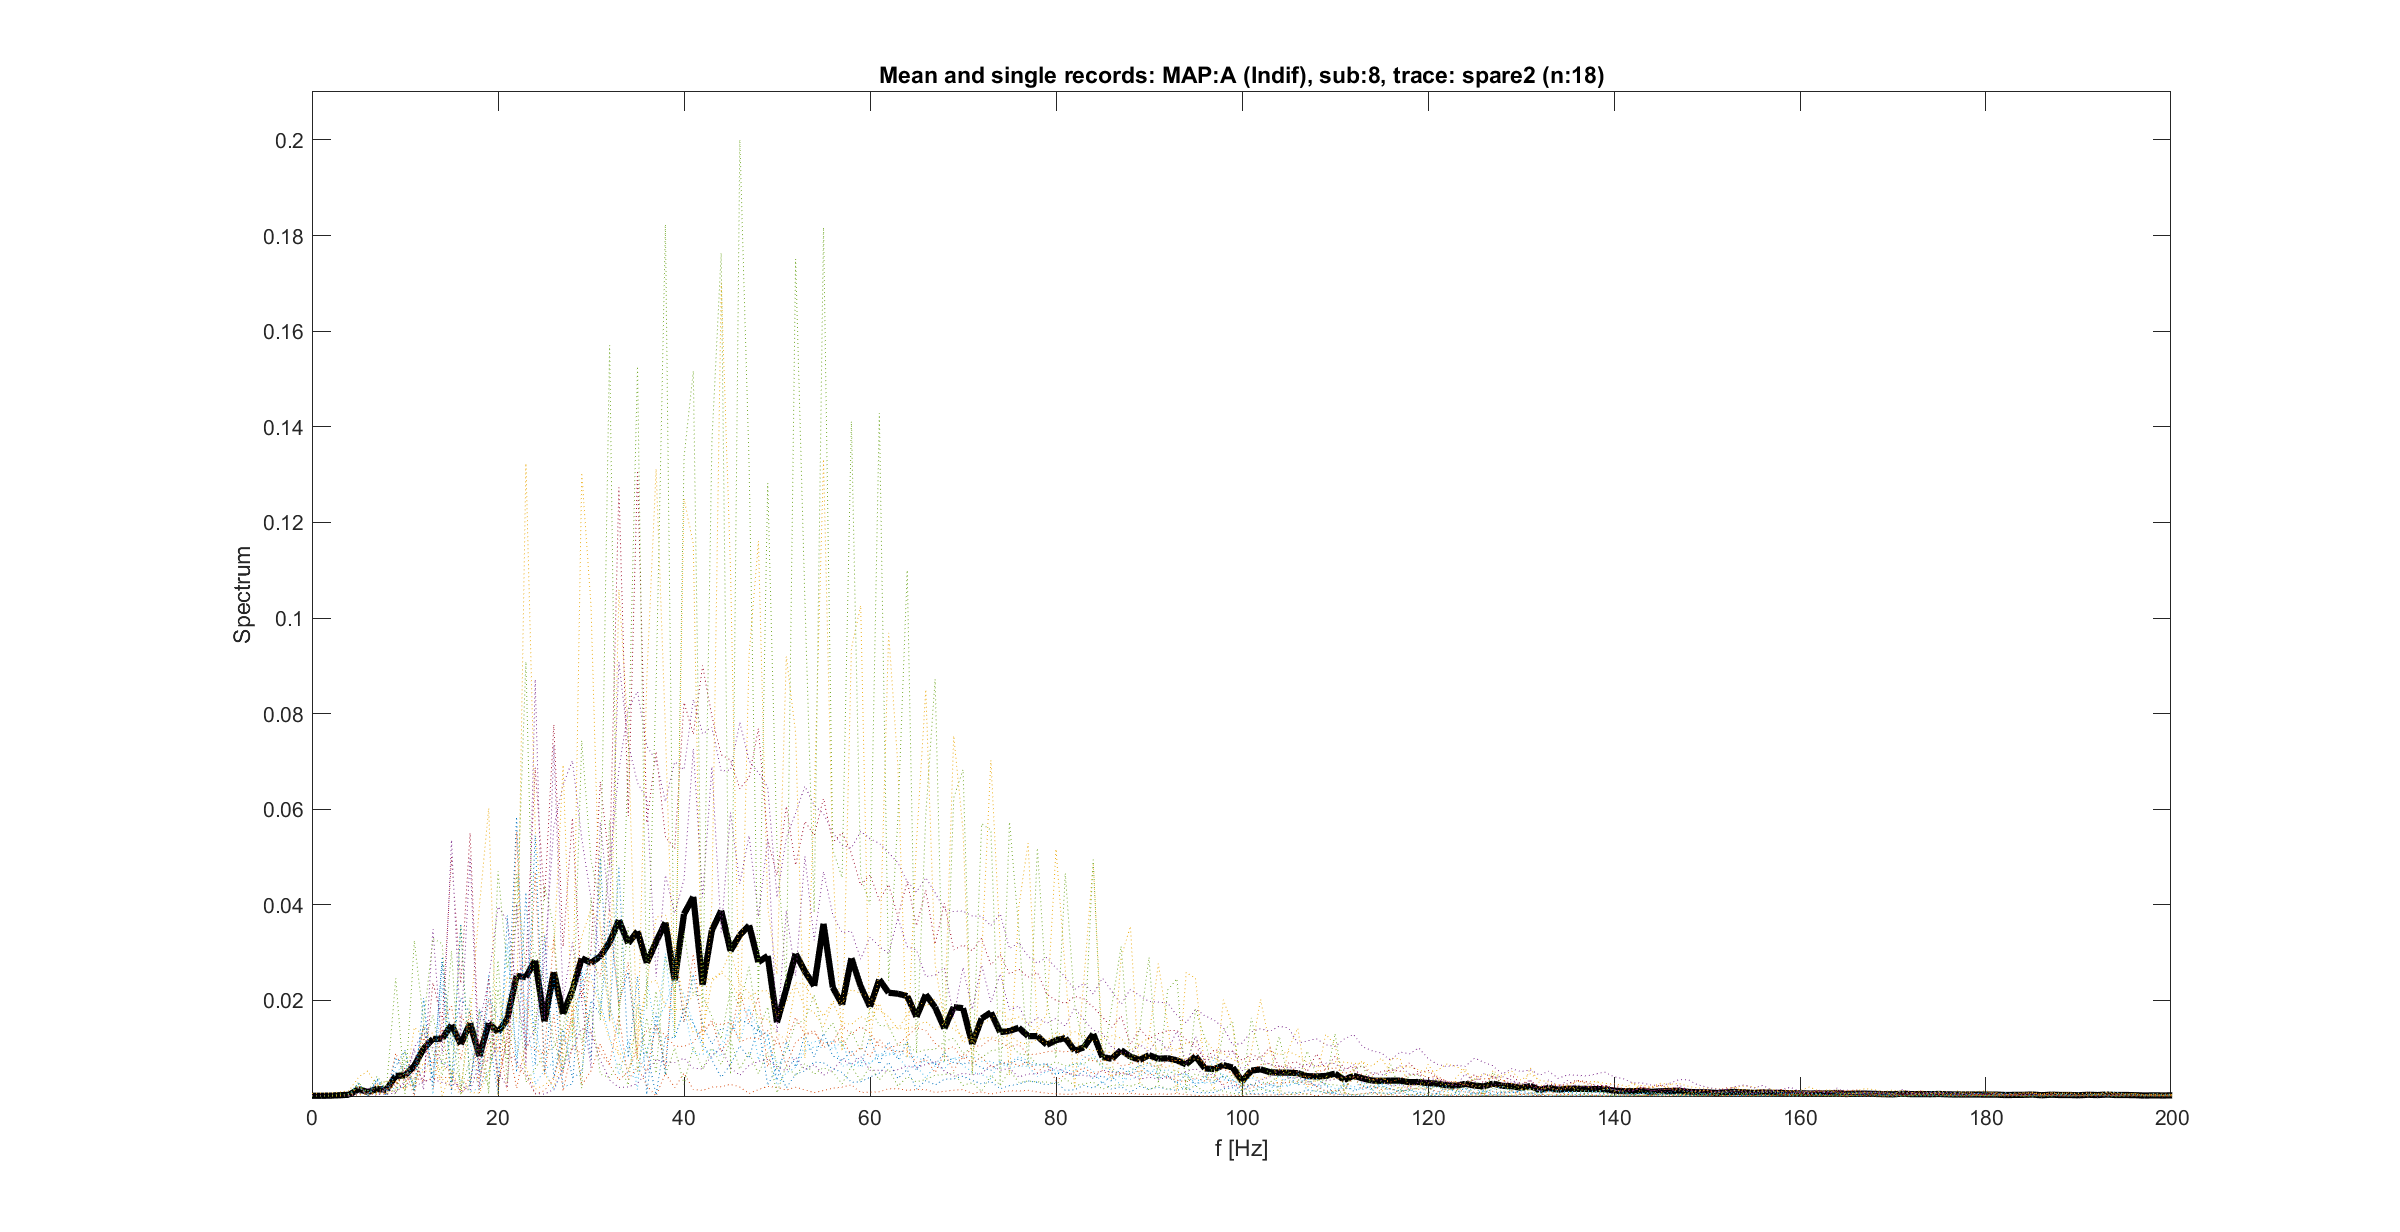 Mean and single records: MAP:A (Indif), sub:8, trace: spare2 (n:18)
0.2
0.18
0.16
0.14
0.12
0.1
0.08
0.06
0.04
0.02
Spectrum
0 20 40 60 80 100 120 140 160 180 200
f [Hz]